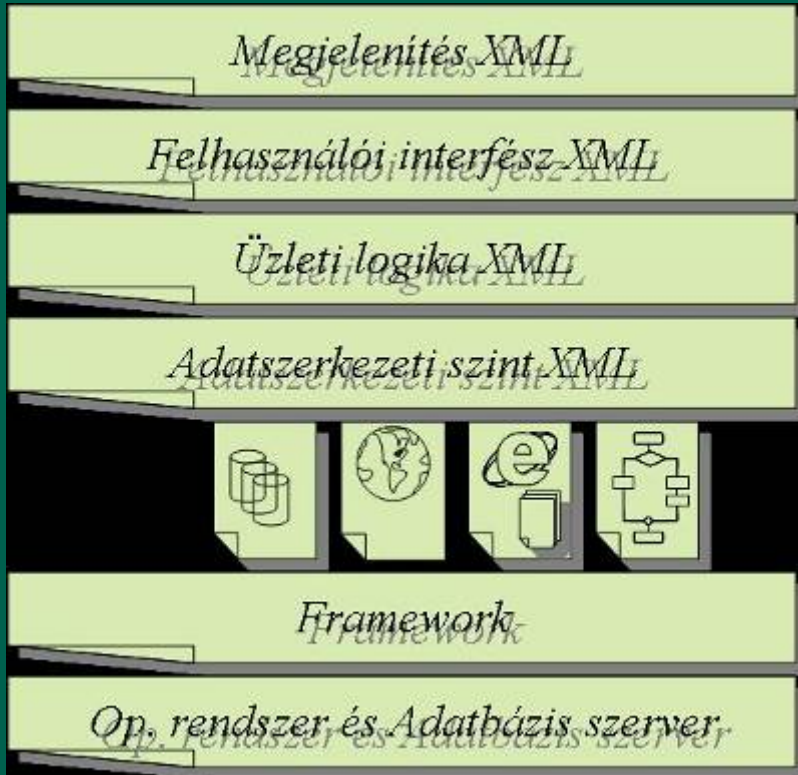 Megjelenítés XML
Felhasználói interfész XML
Üzleti logika XML
Adatszerkezeti szint XML
Framework
Op. rendszer és Adatbázis szerver